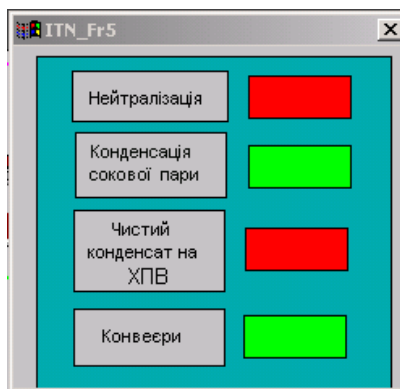 ITN_Fr5
Нейтралізація
Конденсація
сокової пари
Чистий
конденсат на
ХПВ
Конвеєри